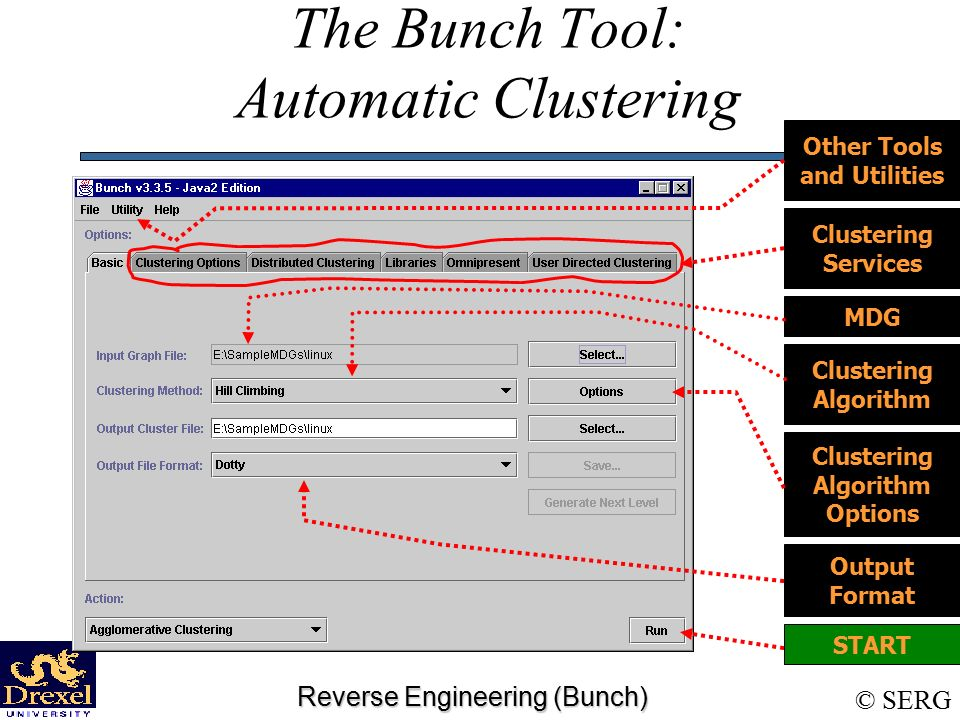 The Bunch Tool:
Automatic Clustering
Other Tools
and Utilities
Clustering
Services
MDG
Clustering
Algorithm
Clustering
Algorithm
Options
Output
Format
START
Bunch v3.3.5 - Java2 Edition
File Utility Help
Options:
Basic Clustering Options Distributed Clustering Libraries Omnipresent User Directed Clustering
Input Graph File: E:\SampleMDGs\linux Select...
Clustering Method: Hill Climbing Options
Output Cluster File: E:\SampleMDGs\linux Select...
Output File Format: Dotty Save...
Generate Next Level
Action:
Agglomerative Clustering Run
Drexel
UNIVERSITY
Reverse Engineering (Bunch)
© SERG